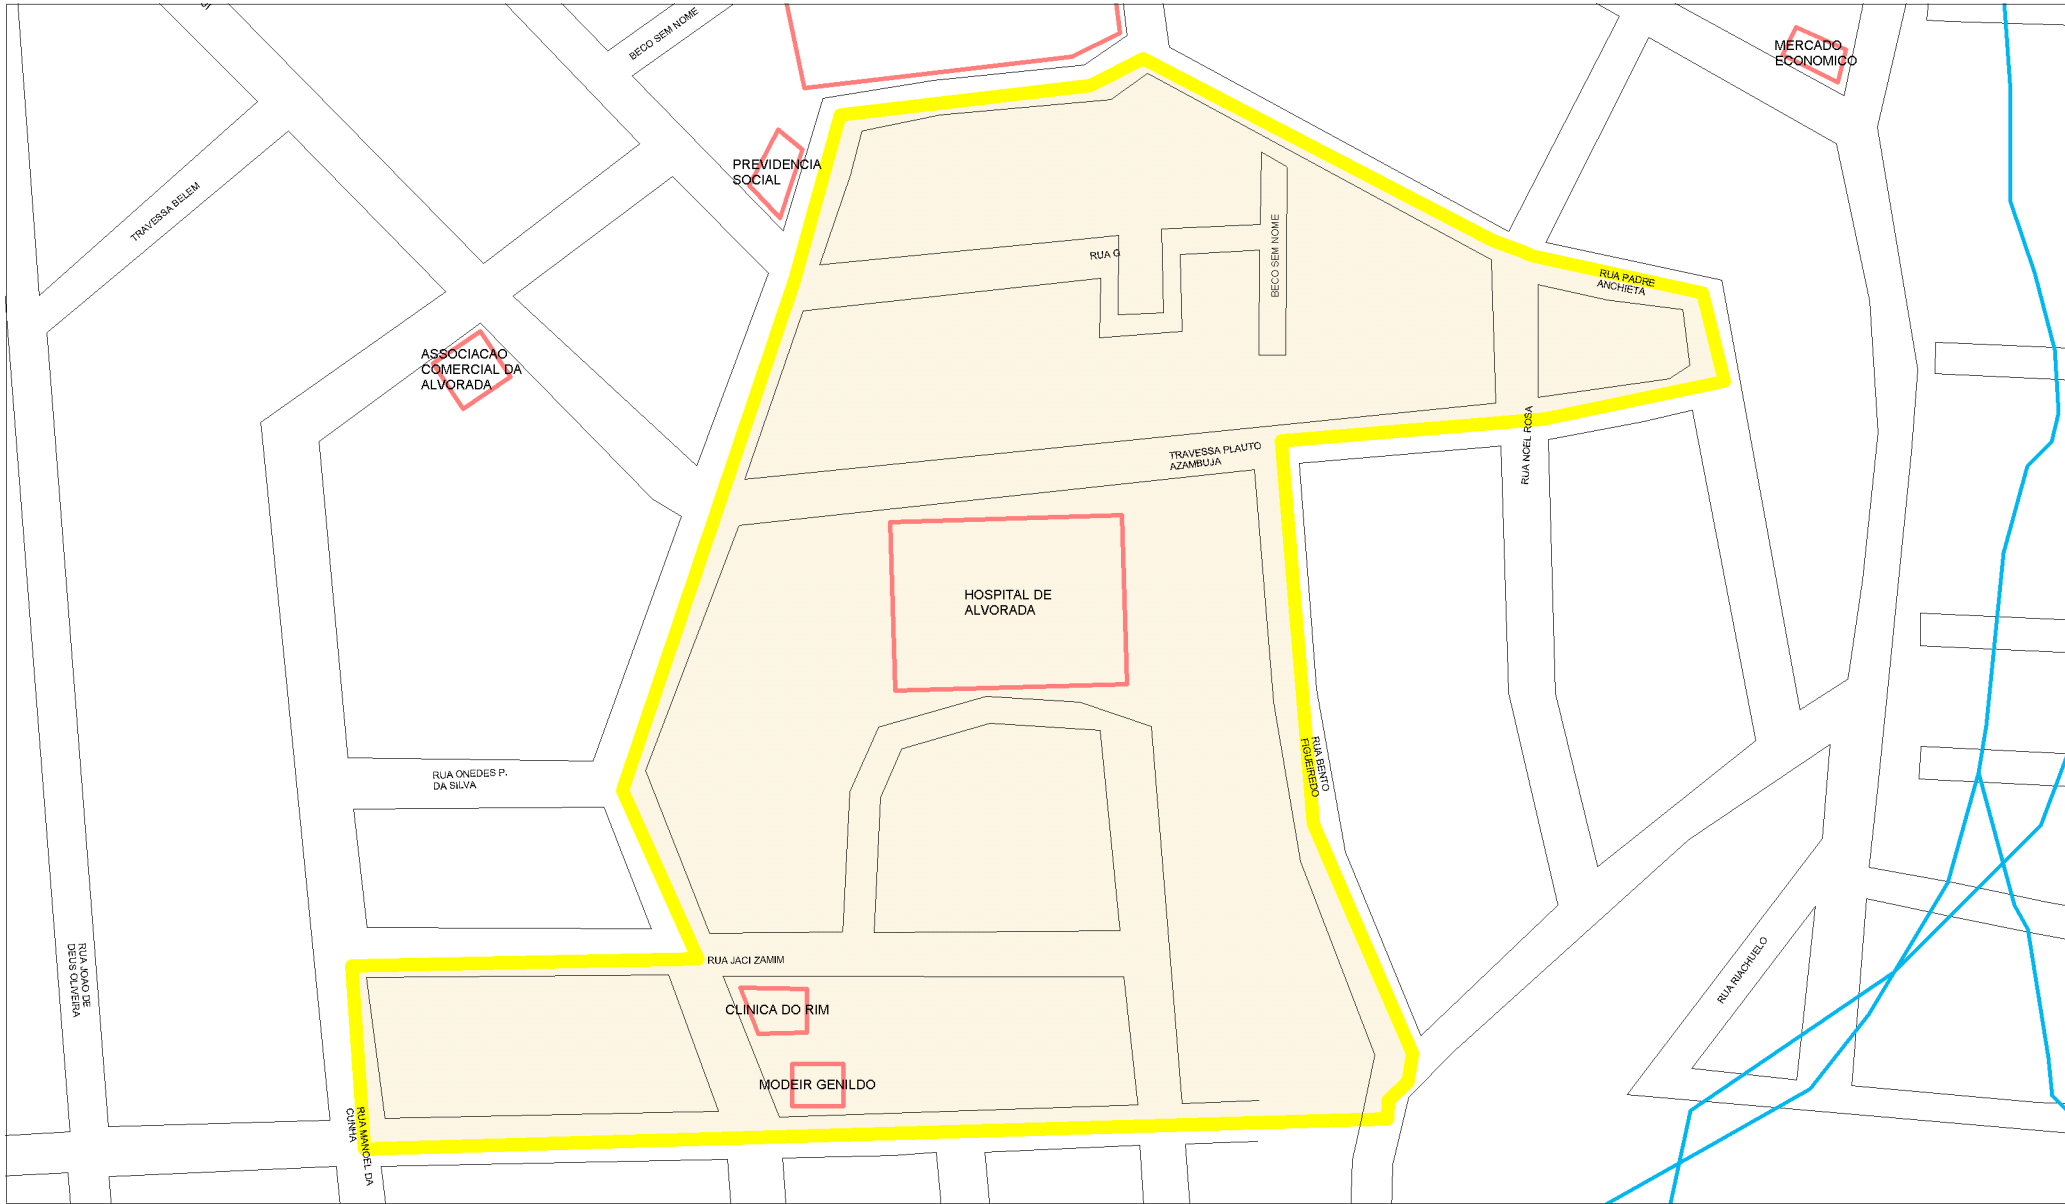 BECO SEM NOME
MERCADO
ECONOMICO
PREVIDENCIA
SOCIAL
TRAVESSA BELEM
RUA G
BECO SEM NOME
RUA PADRE
ANCHIETA
ASSOCIACAO
COMERCIAL DA
ALVORADA
RUA NOEL ROSA
TRAVESSA PLAUTO
AZAMBUJA
HOSPITAL DE
ALVORADA
RUA ONEDES P.
DA SILVA
RUA BENTO
FIGUEIREDO
RUA JACI ZAMIM
RUA JOAO DE
DEUS OLIVEIRA
RUA RIACHUELO
CLINICA DO RIM
MODEIR GENILDO
RUA MANOEL DA
CUNHA